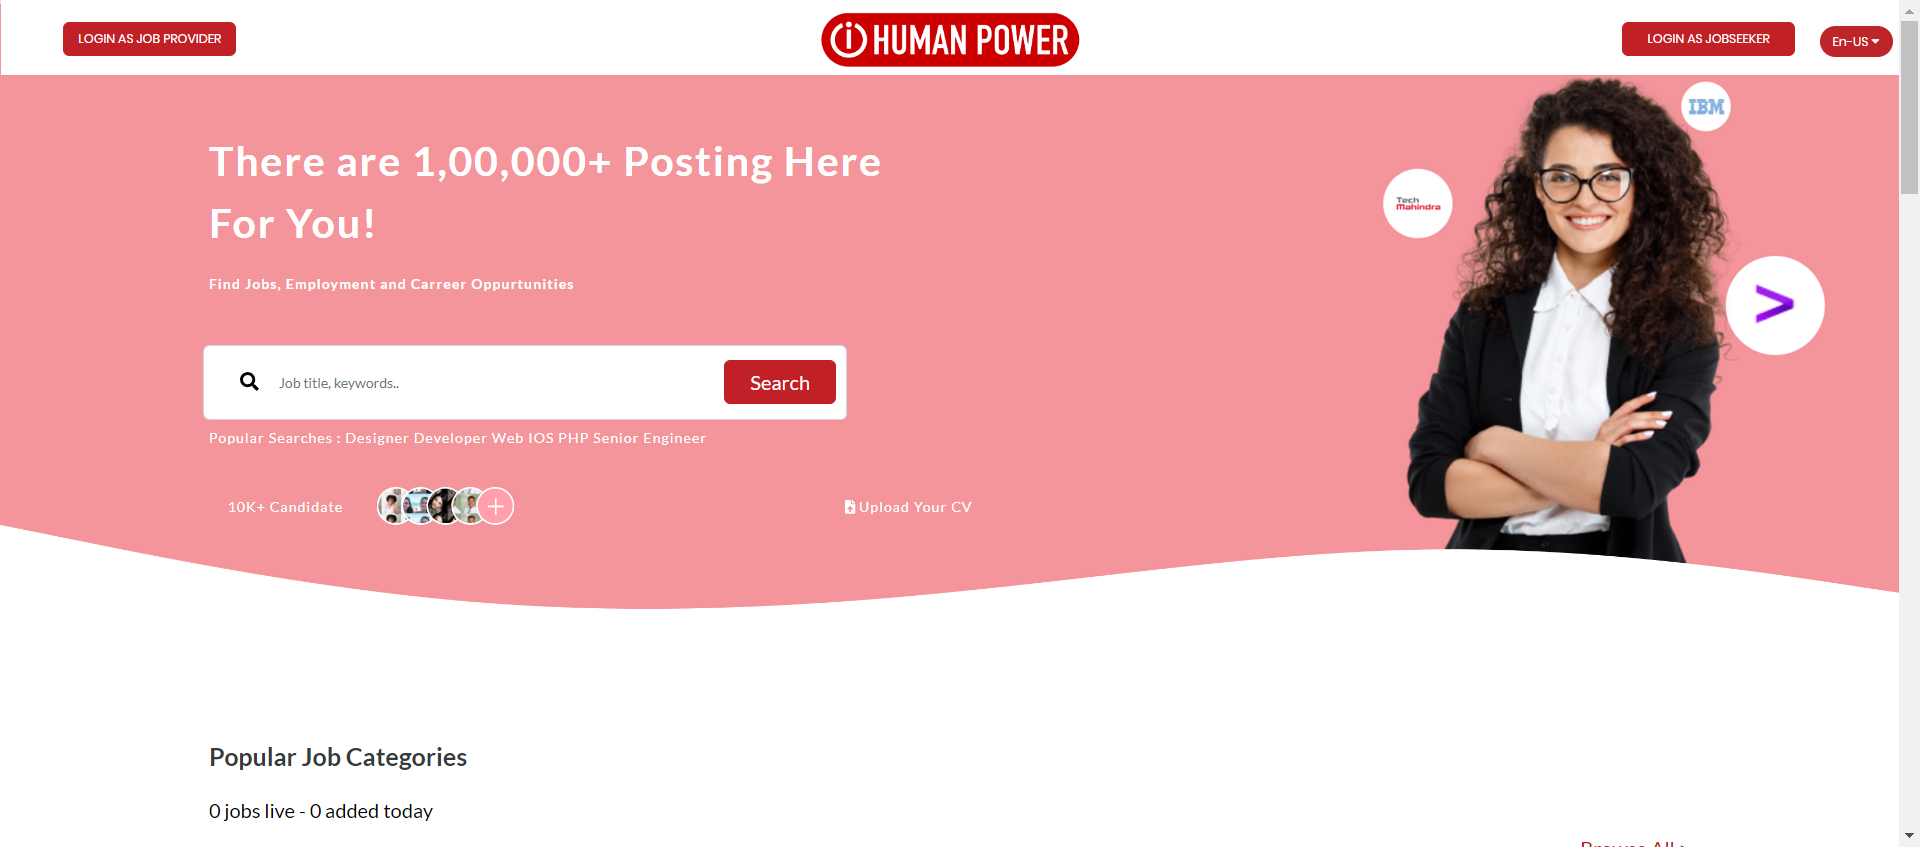 LOGIN AS JOB PROVIDER
HUMAN POWER
LOGIN AS JOBSEEKER
En-US
IBM
There are 1,00,000+ Posting Here
For You!
Tech
Mahindra
Find Jobs, Employment and Carreer Oppurtunities
Job title, keywords..
Search
Popular Searches : Designer Developer Web IOS PHP Senior Engineer
10K+ Candidate
Upload Your CV
Popular Job Categories
0 jobs live - 0 added today
Browse All >